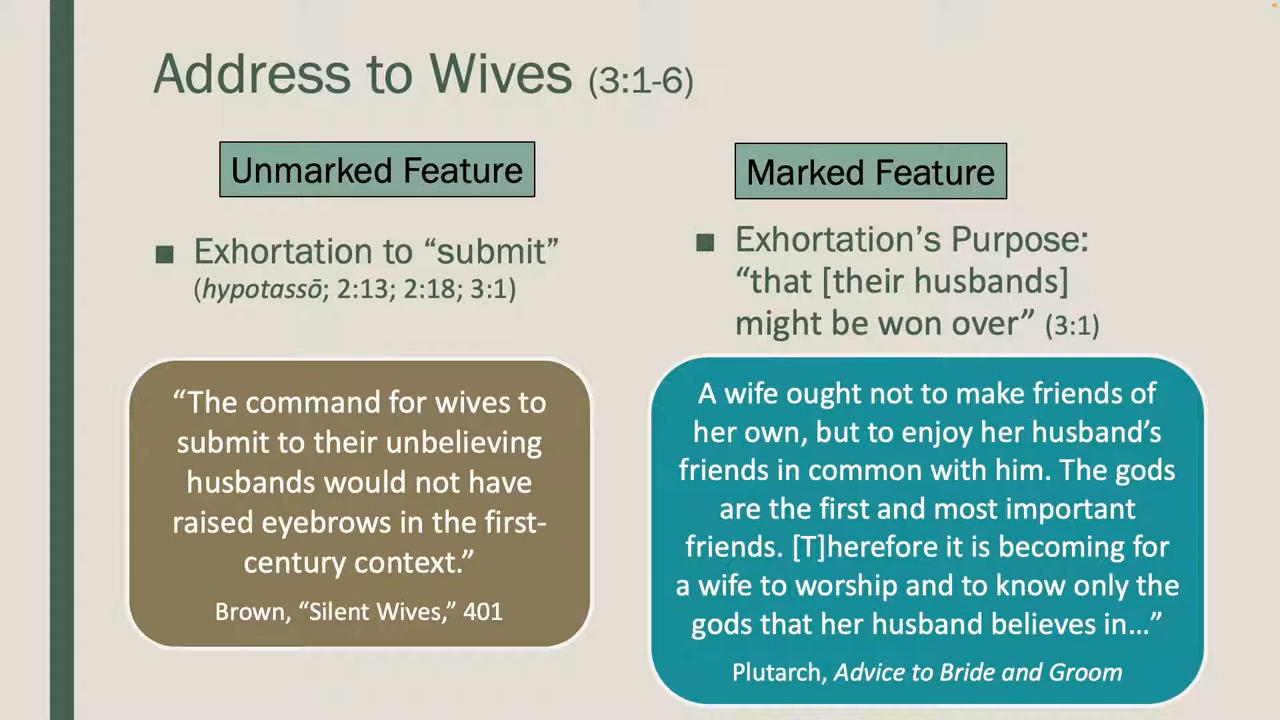 Address to Wives (3:1-6)
Unmarked Feature
■ Exhortation to “submit”
(hypotassō; 2:13; 2:18; 3:1)
“The command for wives to
submit to their unbelieving
husbands would not have
raised eyebrows in the first-
century context.”
Brown, “Silent Wives,” 401
Marked Feature
■ Exhortation’s Purpose:
“that [their husbands]
might be won over” (3:1)
A wife ought not to make friends of
her own, but to enjoy her husband’s
friends in common with him. The gods
are the first and most important
friends. [T]herefore it is becoming for
a wife to worship and to know only the
gods that her husband believes in…”
Plutarch, Advice to Bride and Groom